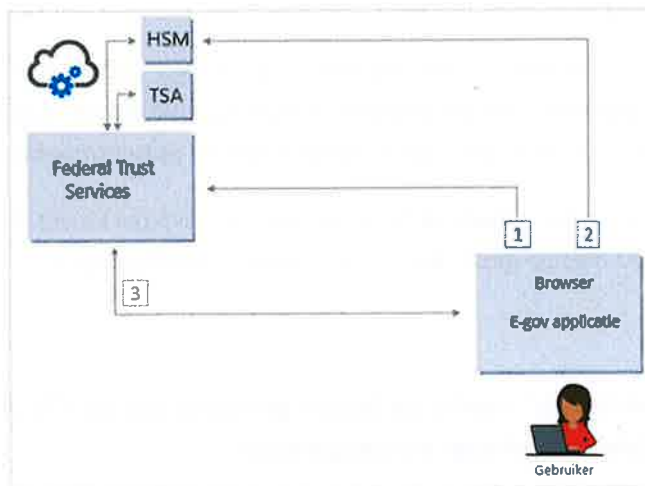 HSM
TSA
Federal Trust
Services
1
2
3
Browser
E-gov applicatie
Gebruiker